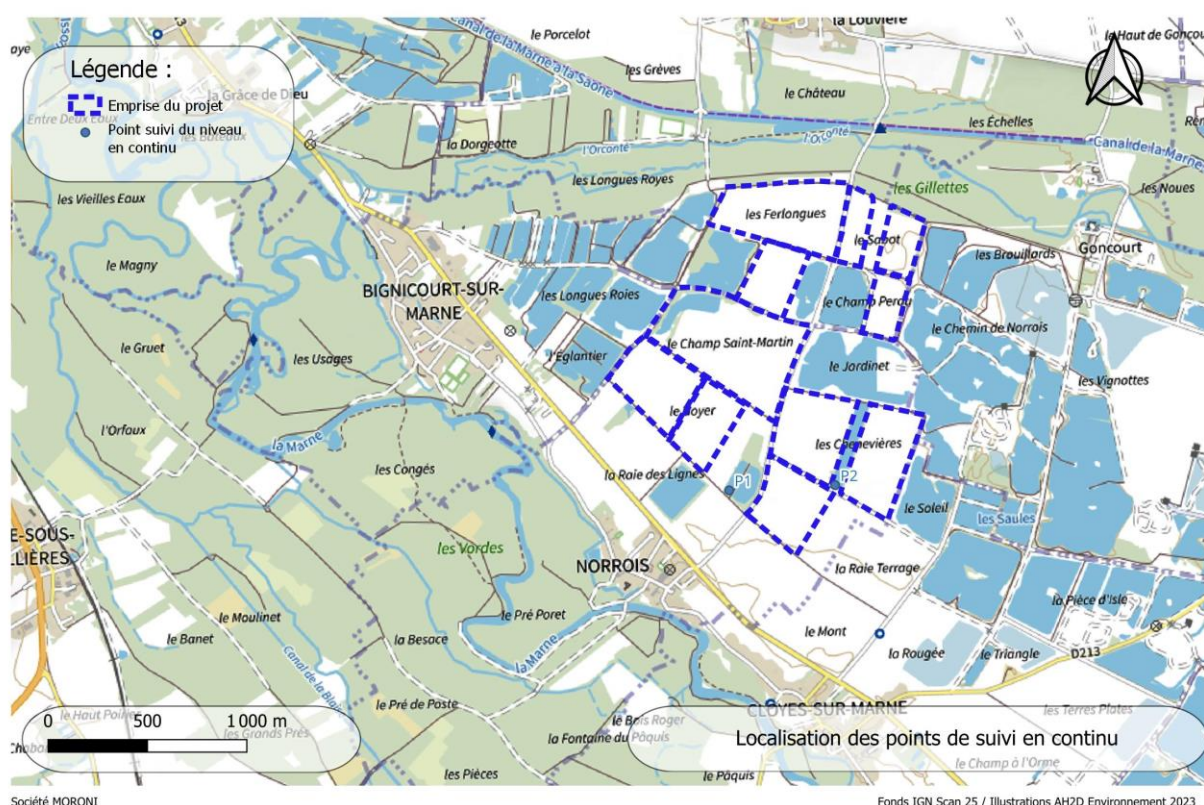 la Louvière
le Porcelot
le Haut de Goncou
Canal de la Marne à la Saône
les Grèves
Légende :
Emprise du projet
Point suivi du niveau
en continu
la Grâce de Dieu
Entre Deux Eaux
les Bateaux
le Château
les Échelles
la Dorgeotte
l'Orconté
l'Orconté
Canal de la Marne
les Longues Royes
les Gillettes
les Noues
les Vieilles Eaux
les Ferlongues
le Sabot
Goncourt
les Brouillards
le Magny
BIGNICOURT-SUR-
MARNE
les Longues Roies
le Champ Perdu
le Chemin de Norrois
le Gruet
les Usages
le Champ Saint-Martin
l'Églantier
le Jardinet
les Vignottes
le Noyer
l'Orfaux
la Marne
les Chenevières
les Congés
la Raie des Lignes
P1
P2
le Soleil
les Saules
E-SOUS-
LLIÈRES
les Vordes
NORROIS
la Raie Terrage
la Pièce d'Isle
le Moulinet
le Pré Poret
le Banet
la Besace
le Mont
la Rougée
le Triangle
D213
la Marne
Canal de la Blais
le Pré de Poste
0 500 1 000 m
le Haut Poirier
les Grands Prés
le Bois Roger
CLOYES-SUR-MARNE
les Terres Plates
la Fontaine du Pâquis
Localisation des points de suivi en continu
le Champ à l'Orme
les Pièces
le Pâquis
Société MORONI
Fonds IGN Scan 25 / Illustrations AH2D Environnement 2023